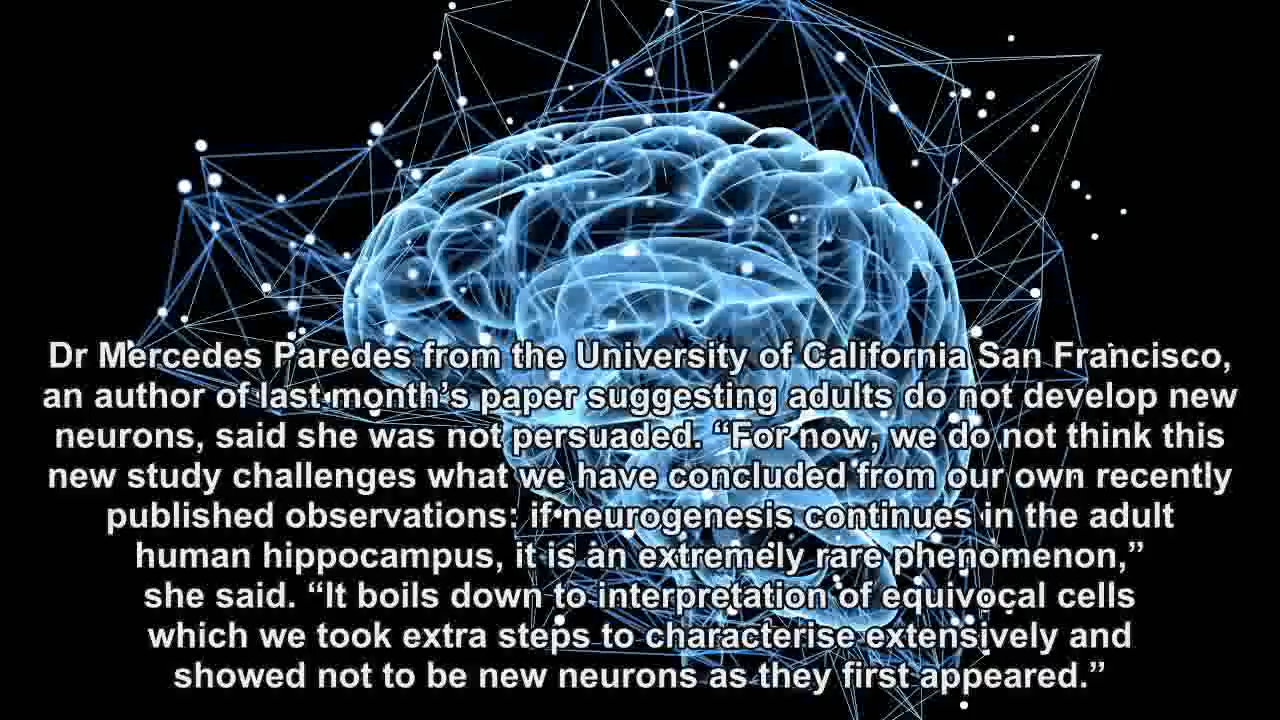 Dr Mercedes Paredes from the University of California San Francisco,
an author of last month’s paper suggesting adults do not develop new
neurons, said she was not persuaded. “For now, we do not think this
new study challenges what we have concluded from our own recently
published observations: if neurogenesis continues in the adult
human hippocampus, it is an extremely rare phenomenon,”
she said. “It boils down to interpretation of equivocal cells
which we took extra steps to characterise extensively and
showed not to be new neurons as they first appeared.”